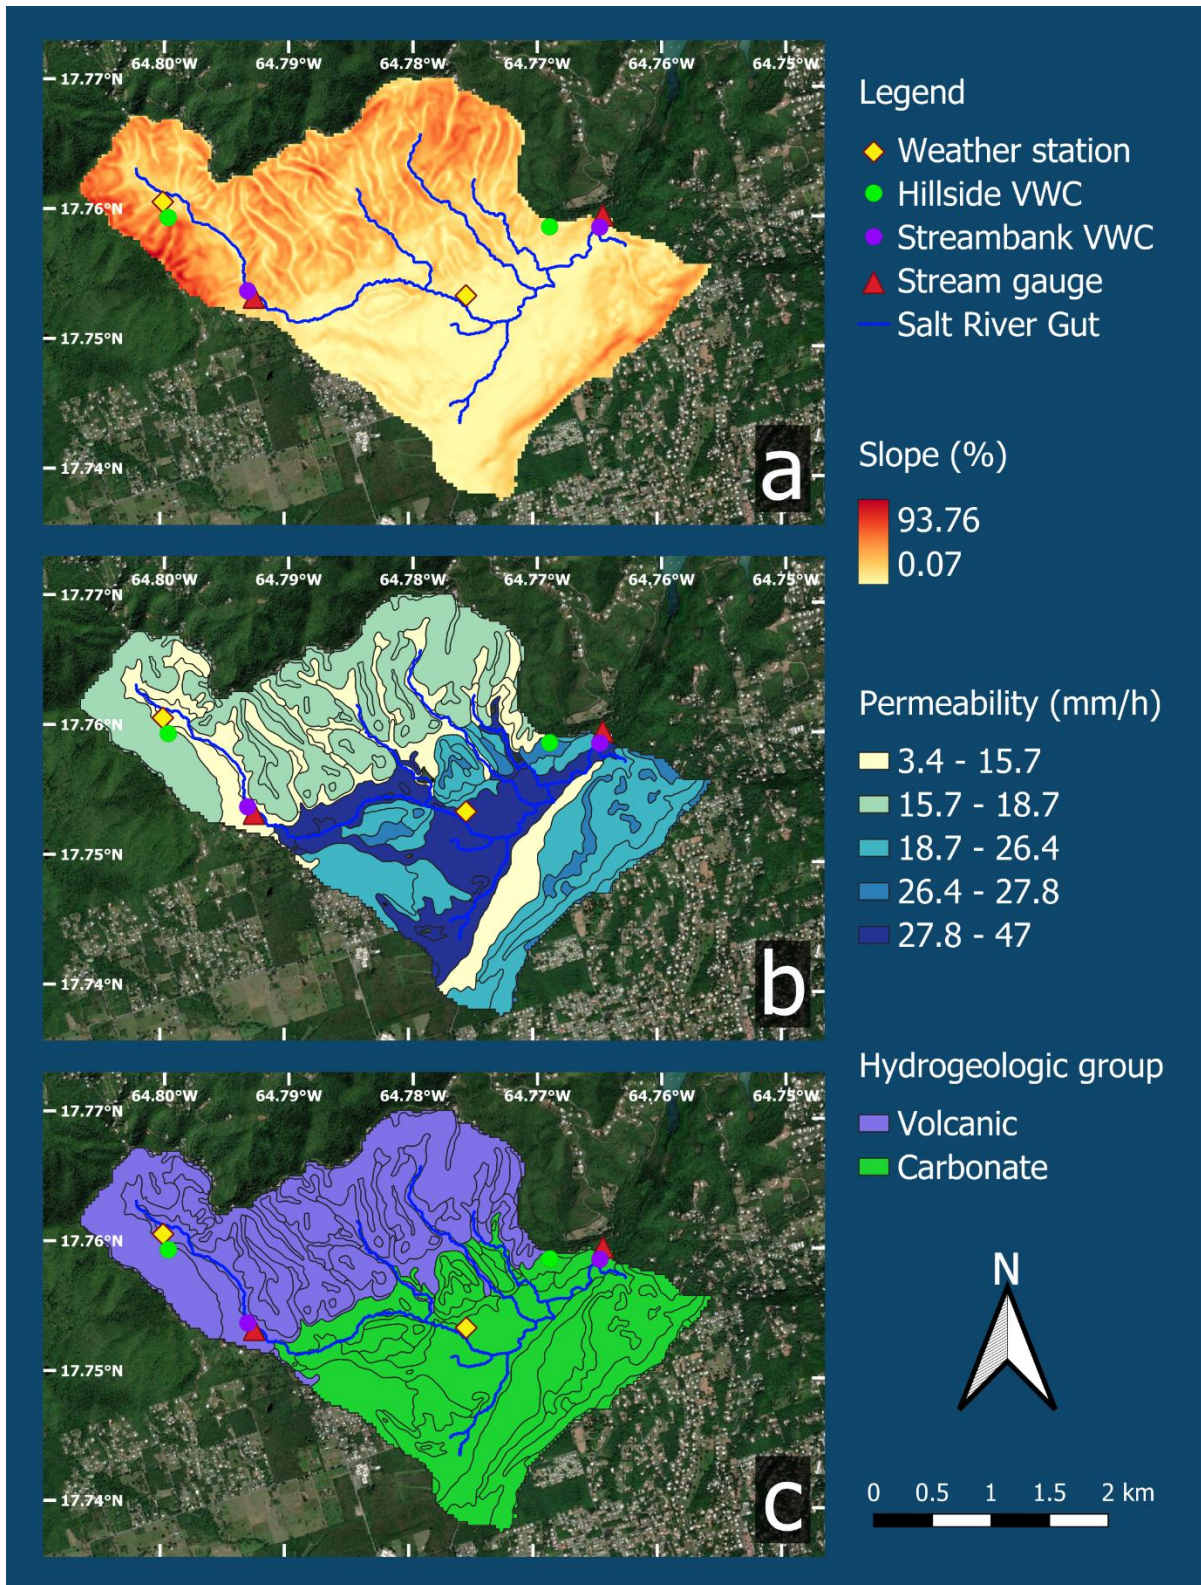 64.80°W 64.79°W 64.78°W 64.77°W 64.76°W 64.75°W
17.77°N
17.76°N
17.75°N
17.74°N
a
Legend
Weather station
Hillside VWC
Streambank VWC
Stream gauge
Salt River Gut
Slope (%)
93.76
0.07
64.80°W 64.79°W 64.78°W 64.77°W 64.76°W 64.75°W
17.77°N
17.76°N
17.75°N
17.74°N
b
Permeability (mm/h)
3.4 - 15.7
15.7 - 18.7
18.7 - 26.4
26.4 - 27.8
27.8 - 47
64.80°W 64.79°W 64.78°W 64.77°W 64.76°W 64.75°W
17.77°N
17.76°N
17.75°N
17.74°N
c
Hydrogeologic group
Volcanic
Carbonate
N
0 0.5 1 1.5 2 km